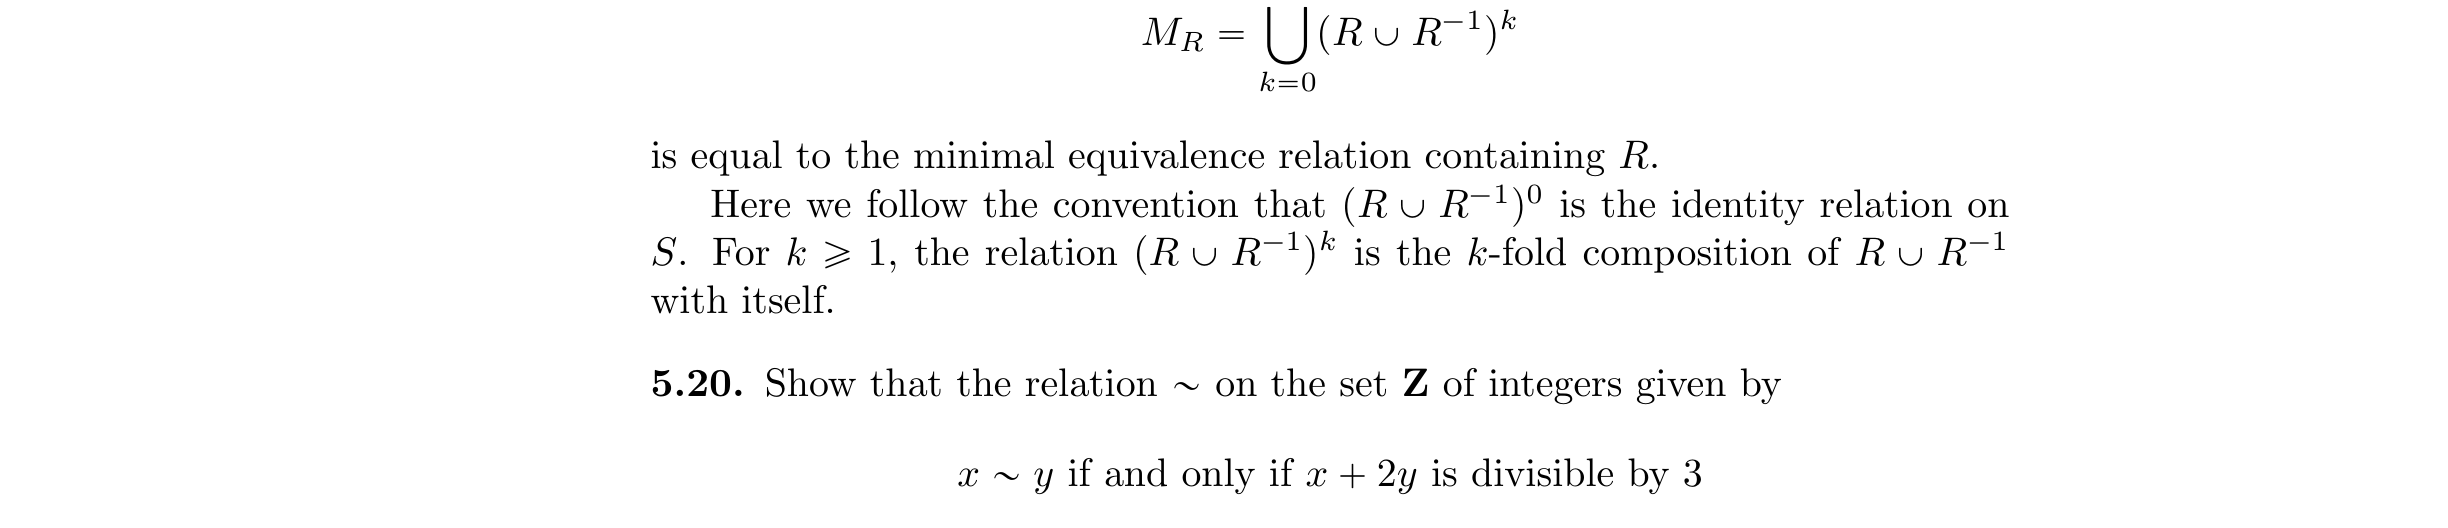 M_R = ⋃_{k=0} (R ∪ R^{-1})^k
is equal to the minimal equivalence relation containing R.
Here we follow the convention that (R ∪ R^{-1})^0 is the identity relation on
S. For k ⩾ 1, the relation (R ∪ R^{-1})^k is the k-fold composition of R ∪ R^{-1}
with itself.
5.20. Show that the relation ∼ on the set Z of integers given by
x ∼ y if and only if x + 2y is divisible by 3